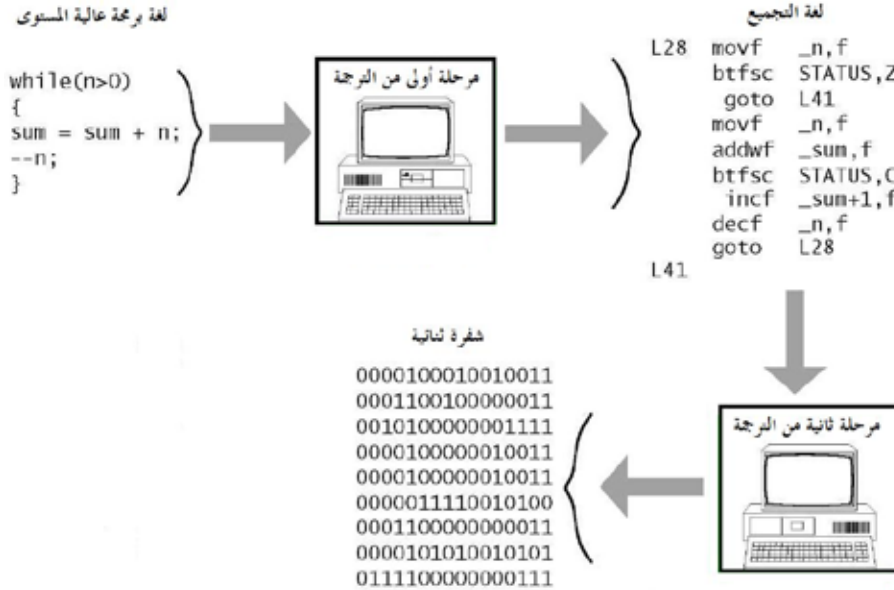 لغة برمجة عالية المستوى
while(n>0)
{
sum = sum + n;
--n;
}
مرحلة أولى من الترجمة
لغة التجميع
L28 movf _n,f
btfsc STATUS,Z
goto L41
movf _n,f
addwf _sum,f
btfsc STATUS,C
incf _sum+1,f
decf _n,f
goto L28
L41
مرحلة ثانية من الترجمة
شفرة ثنائية
0000100010010011
0001100100000011
0010100000001111
0000100000010011
0000100000010011
0000011110010100
0001100000000011
0000101010010101
0111100000000111